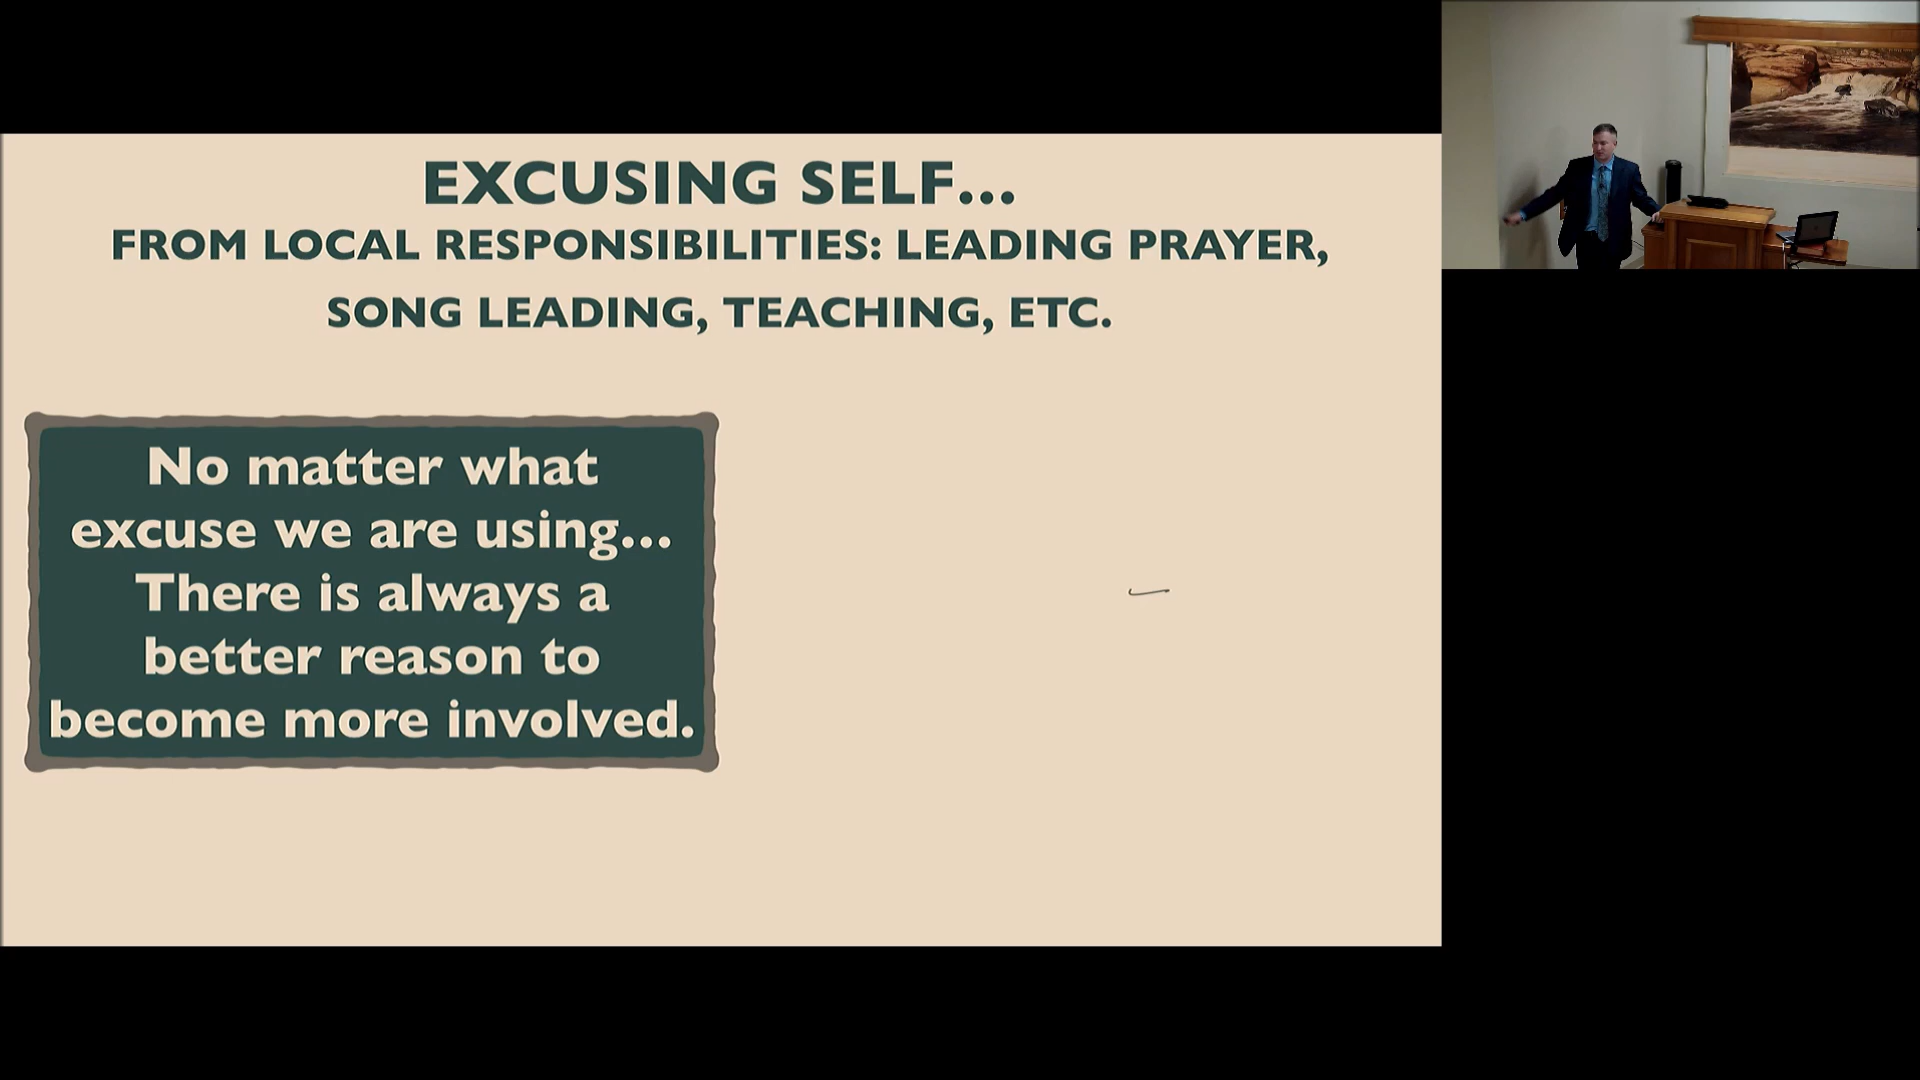 EXCUSING SELF...
FROM LOCAL RESPONSIBILITIES: LEADING PRAYER,
SONG LEADING, TEACHING, ETC.
No matter what
excuse we are using...
There is always a
better reason to
become more involved.